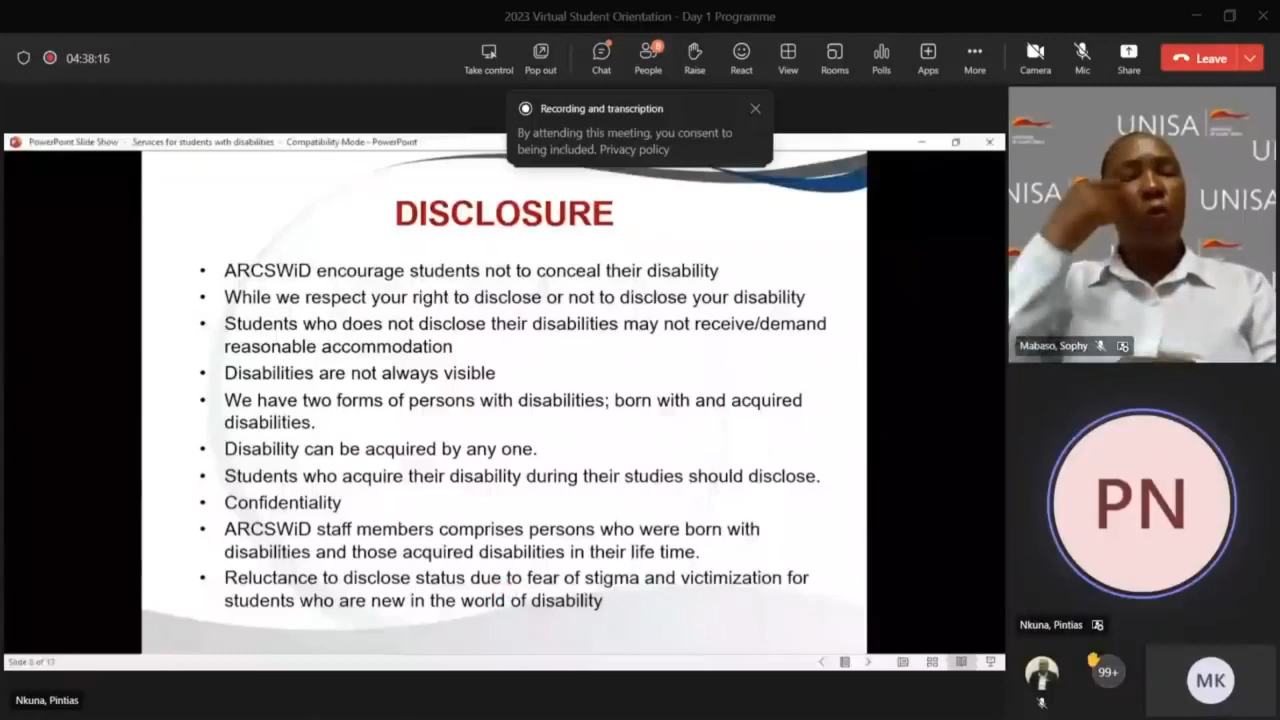 2023 Virtual Student Orientation - Day 1 Programme
04:38:16
Take control
Pop out
Chat
8
People
Raise
React
View
Rooms
Polls
Apps
More
Camera
Mic
Share
Leave
Recording and transcription
By attending this meeting, you consent to
being included. Privacy policy
PowerPoint Slide Show - Services for students with disabilities - Compatibility Mode - PowerPoint
DISCLOSURE
• ARCSWiD encourage students not to conceal their disability
• While we respect your right to disclose or not to disclose your disability
• Students who does not disclose their disabilities may not receive/demand
reasonable accommodation
• Disabilities are not always visible
• We have two forms of persons with disabilities; born with and acquired
disabilities.
• Disability can be acquired by any one.
• Students who acquire their disability during their studies should disclose.
• Confidentiality
• ARCSWiD staff members comprises persons who were born with
disabilities and those acquired disabilities in their life time.
• Reluctance to disclose status due to fear of stigma and victimization for
students who are new in the world of disability
Slide 8 of 13
Nkuna, Pintias
UNISA
U
NISA
UNISA
Mabaso, Sophy
PN
Nkuna, Pintias
99+
MK